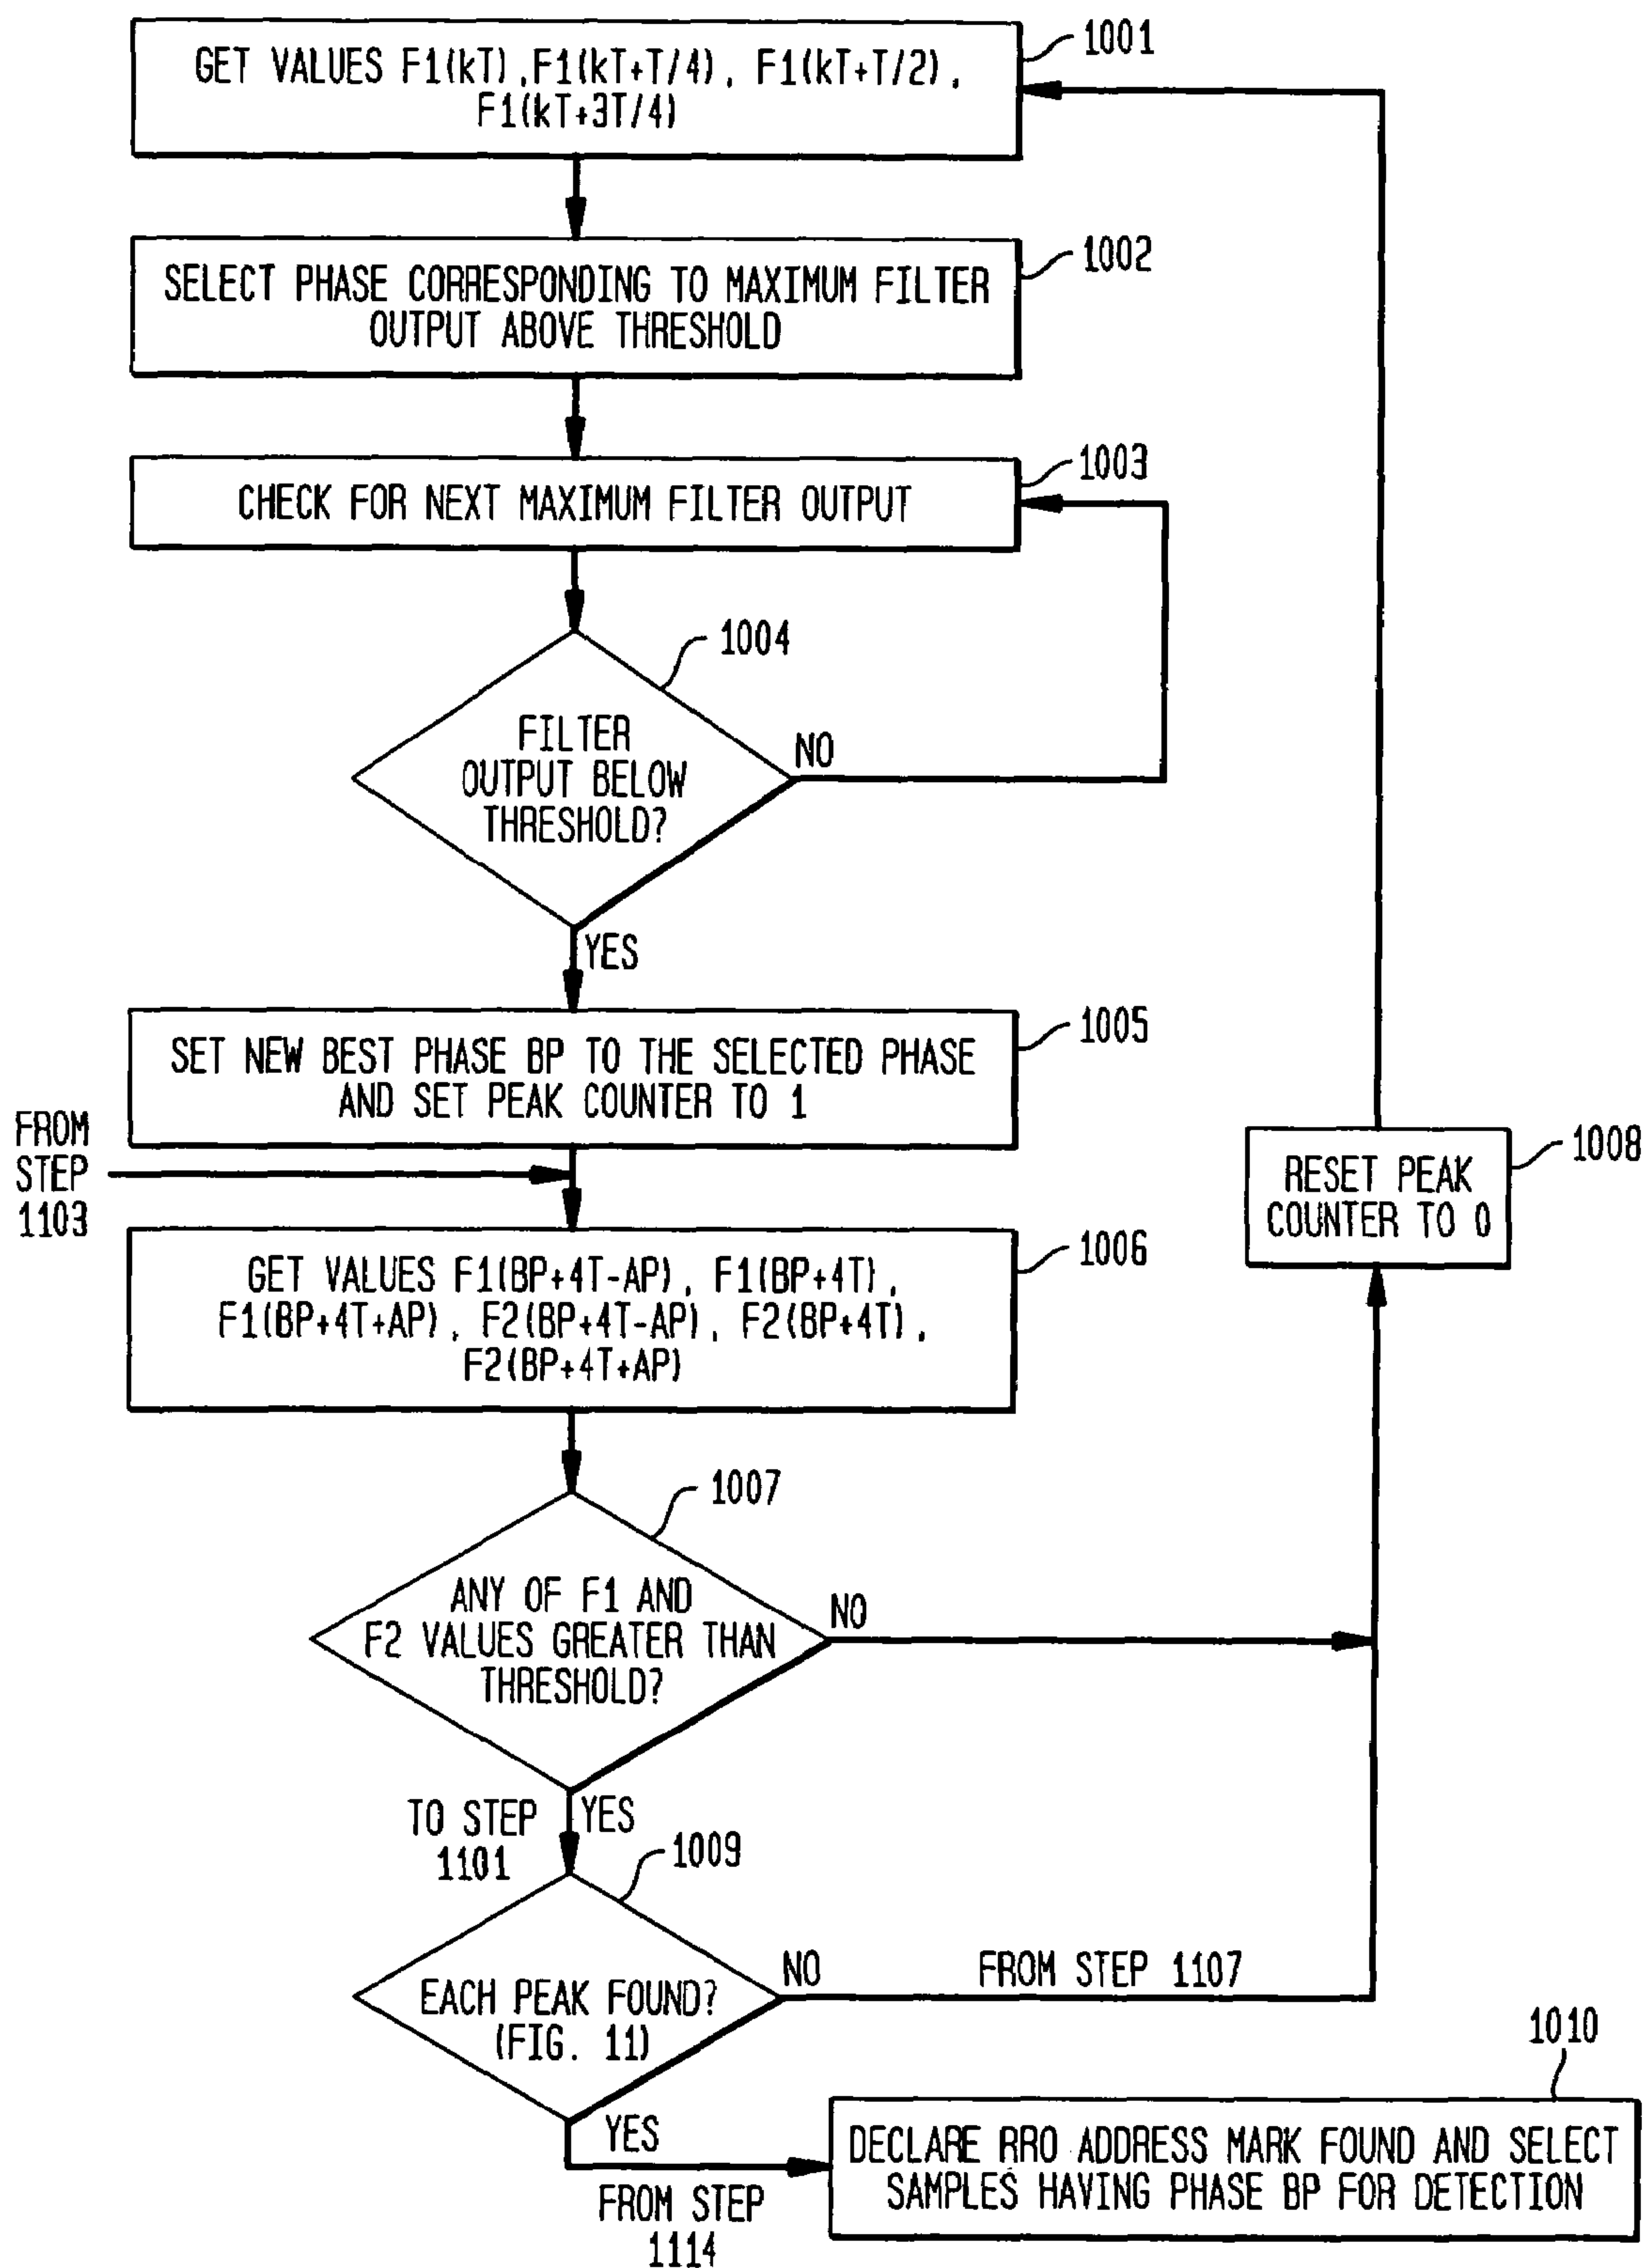 1001
GET VALUES F1(kT),F1(kT+T/4), F1(kT+T/2),
F1(kT+3T/4)
1002
SELECT PHASE CORRESPONDING TO MAXIMUM FILTER
OUTPUT ABOVE THRESHOLD
1003
CHECK FOR NEXT MAXIMUM FILTER OUTPUT
1004
FILTER
OUTPUT BELOW
THRESHOLD?
NO
YES
1005
SET NEW BEST PHASE BP TO THE SELECTED PHASE
AND SET PEAK COUNTER TO 1
FROM
STEP
1103
1008
RESET PEAK
COUNTER TO 0
1006
GET VALUES F1(BP+4T-AP), F1(BP+4T),
F1(BP+4T+AP), F2(BP+4T-AP), F2(BP+4T),
F2(BP+4T+AP)
1007
ANY OF F1 AND
F2 VALUES GREATER THAN
THRESHOLD?
NO
TO STEP
1101
YES
1009
EACH PEAK FOUND?
(FIG. 11)
NO
FROM STEP 1107
YES
FROM STEP
1114
1010
DECLARE RRO ADDRESS MARK FOUND AND SELECT
SAMPLES HAVING PHASE BP FOR DETECTION